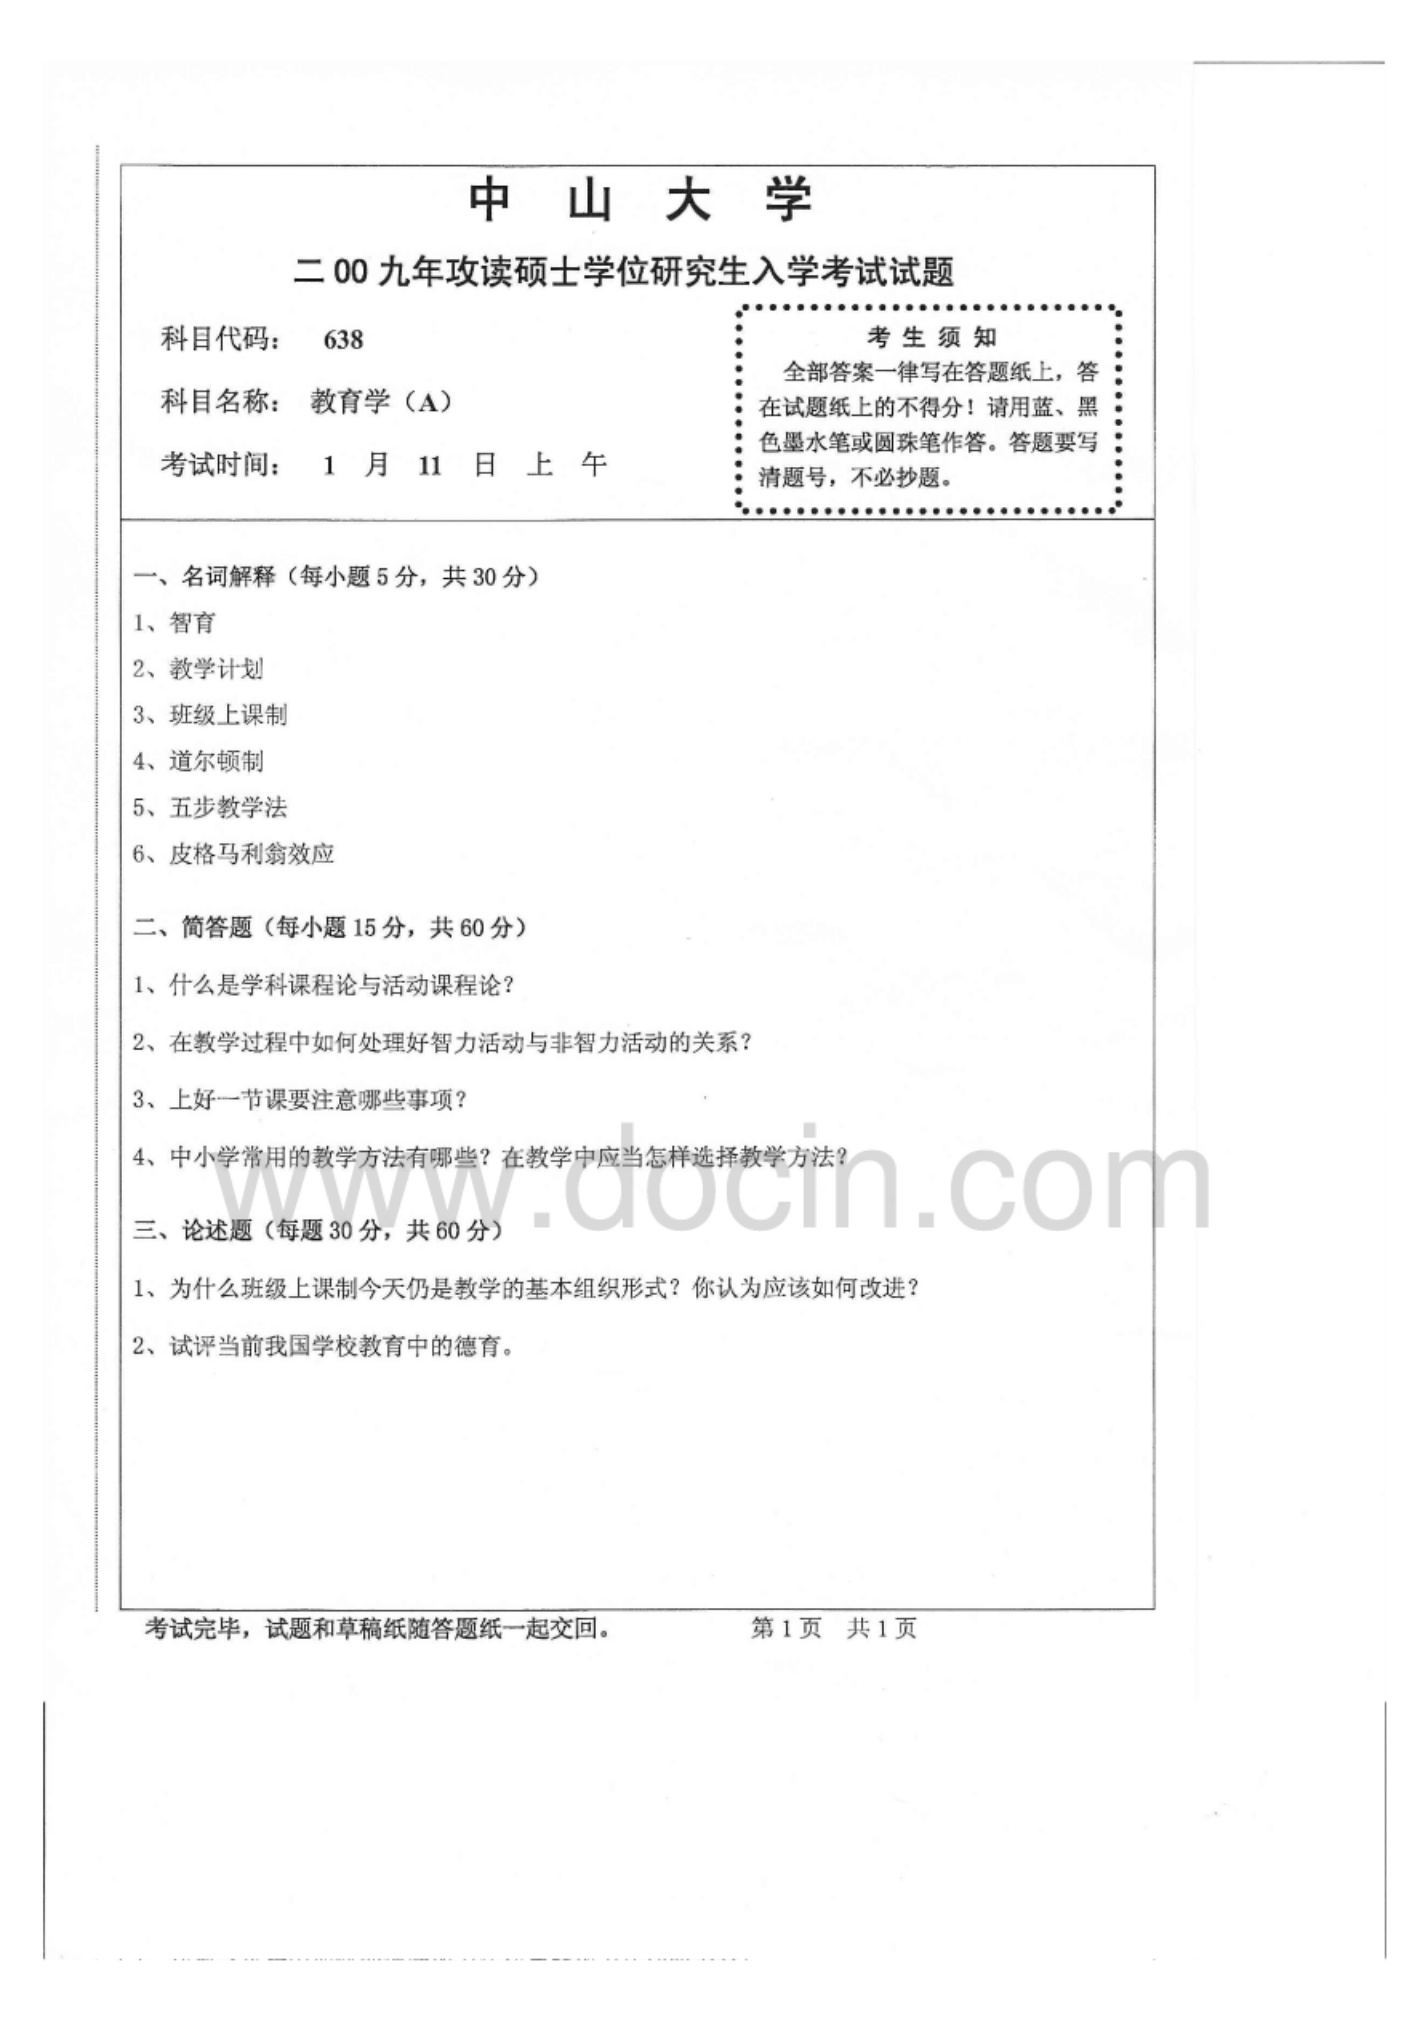 中 山 大 学
二00九年攻读硕士学位研究生入学考试试题
科目代码： 638
科目名称： 教育学（A）
考试时间： 1 月 11 日 上 午
考 生 须 知
全部答案一律写在答题纸上，答
在试题纸上的不得分！请用蓝、黑
色墨水笔或圆珠笔作答。答题要写
清题号，不必抄题。
一、名词解释（每小题 5 分，共 30 分）
1、智育
2、教学计划
3、班级上课制
4、道尔顿制
5、五步教学法
6、皮格马利翁效应
二、简答题（每小题 15 分，共 60 分）
1、什么是学科课程论与活动课程论？
2、在教学过程中如何处理好智力活动与非智力活动的关系？
3、上好一节课要注意哪些事项？
4、中小学常用的教学方法有哪些？在教学中应当怎样选择教学方法？
www.docin.com
三、论述题（每题 30 分，共 60 分）
1、为什么班级上课制今天仍是教学的基本组织形式？你认为应该如何改进？
2、试评当前我国学校教育中的德育。
考试完毕，试题和草稿纸随答题纸一起交回。 第 1 页 共 1 页